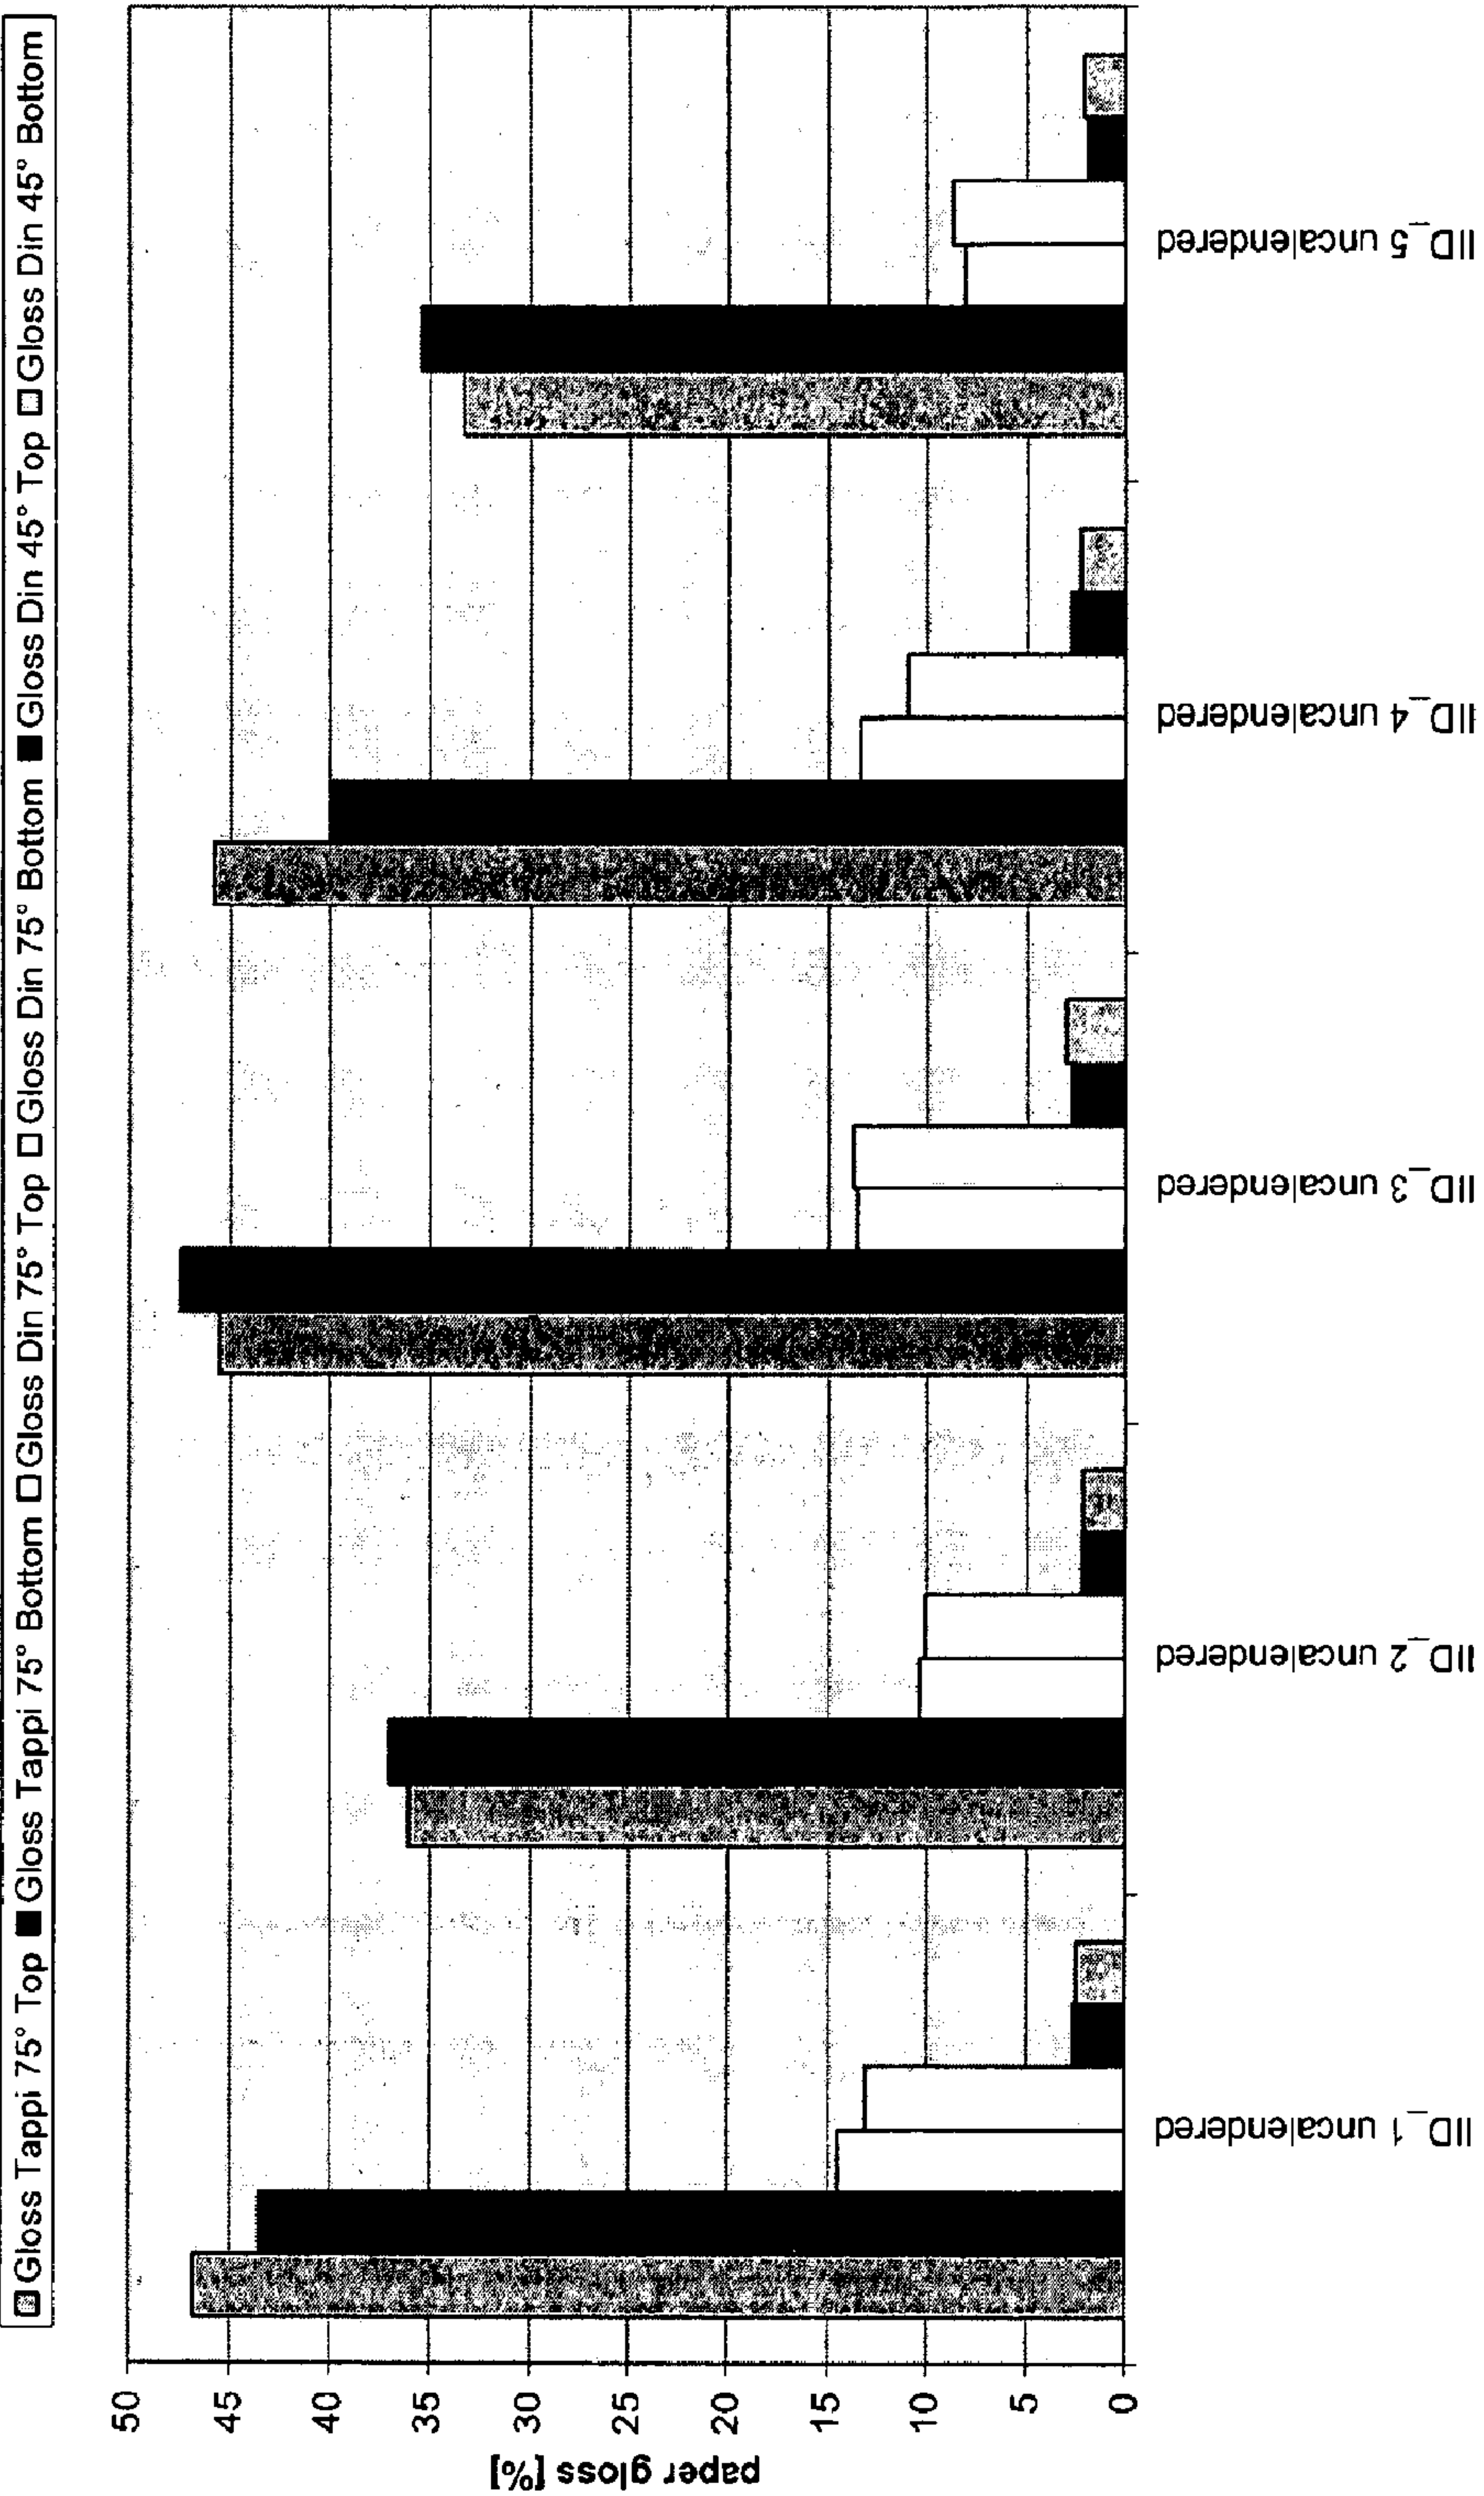 Gloss Tappi 75° Top Gloss Tappi 75° Bottom Gloss Din 75° Top Gloss Din 75° Bottom Gloss Din 45° Top Gloss Din 45° Bottom
50
45
40
35
30
25
20
15
10
5
0
paper gloss [%]
IID_1 uncalendered
IID_2 uncalendered
IID_3 uncalendered
IID_4 uncalendered
IID_5 uncalendered